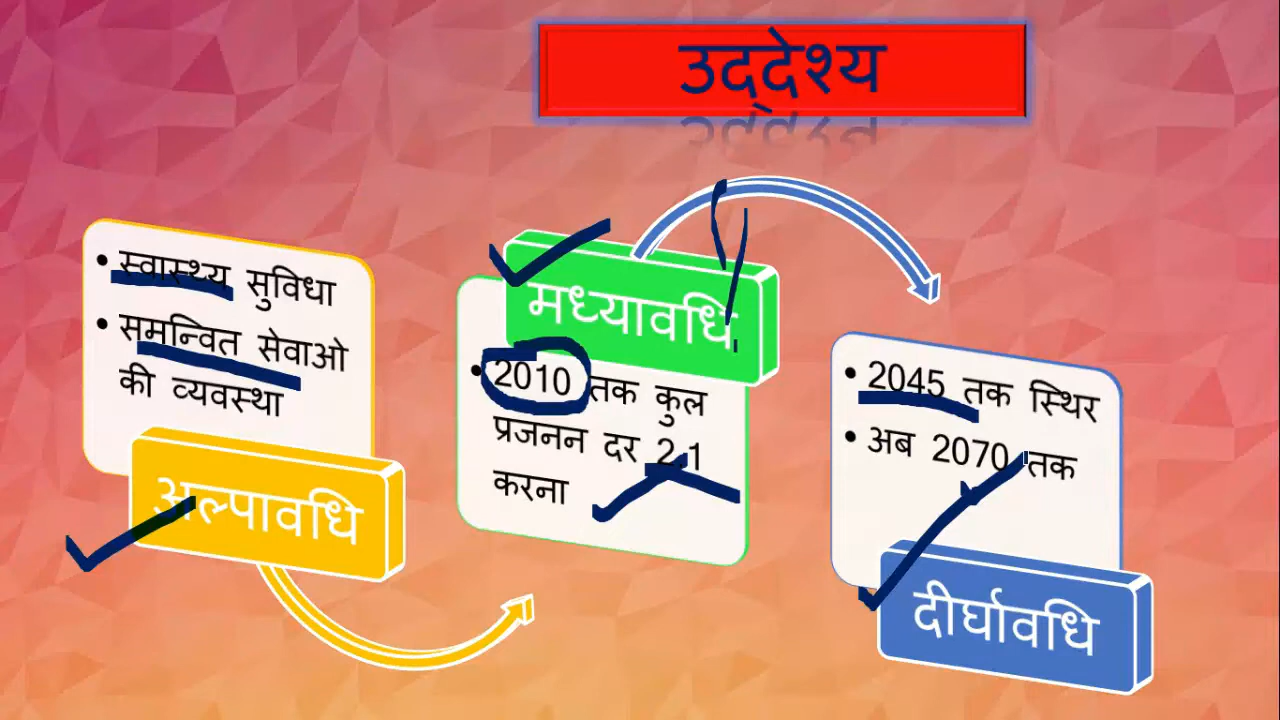 उद्देश्य
स्वास्थ्य सुविधा
समन्वित सेवाओ
की व्यवस्था
अल्पावधि
मध्यावधि
2010 तक कुल
प्रजनन दर 2.1
करना
2045 तक स्थिर
अब 2070 तक
दीर्घावधि